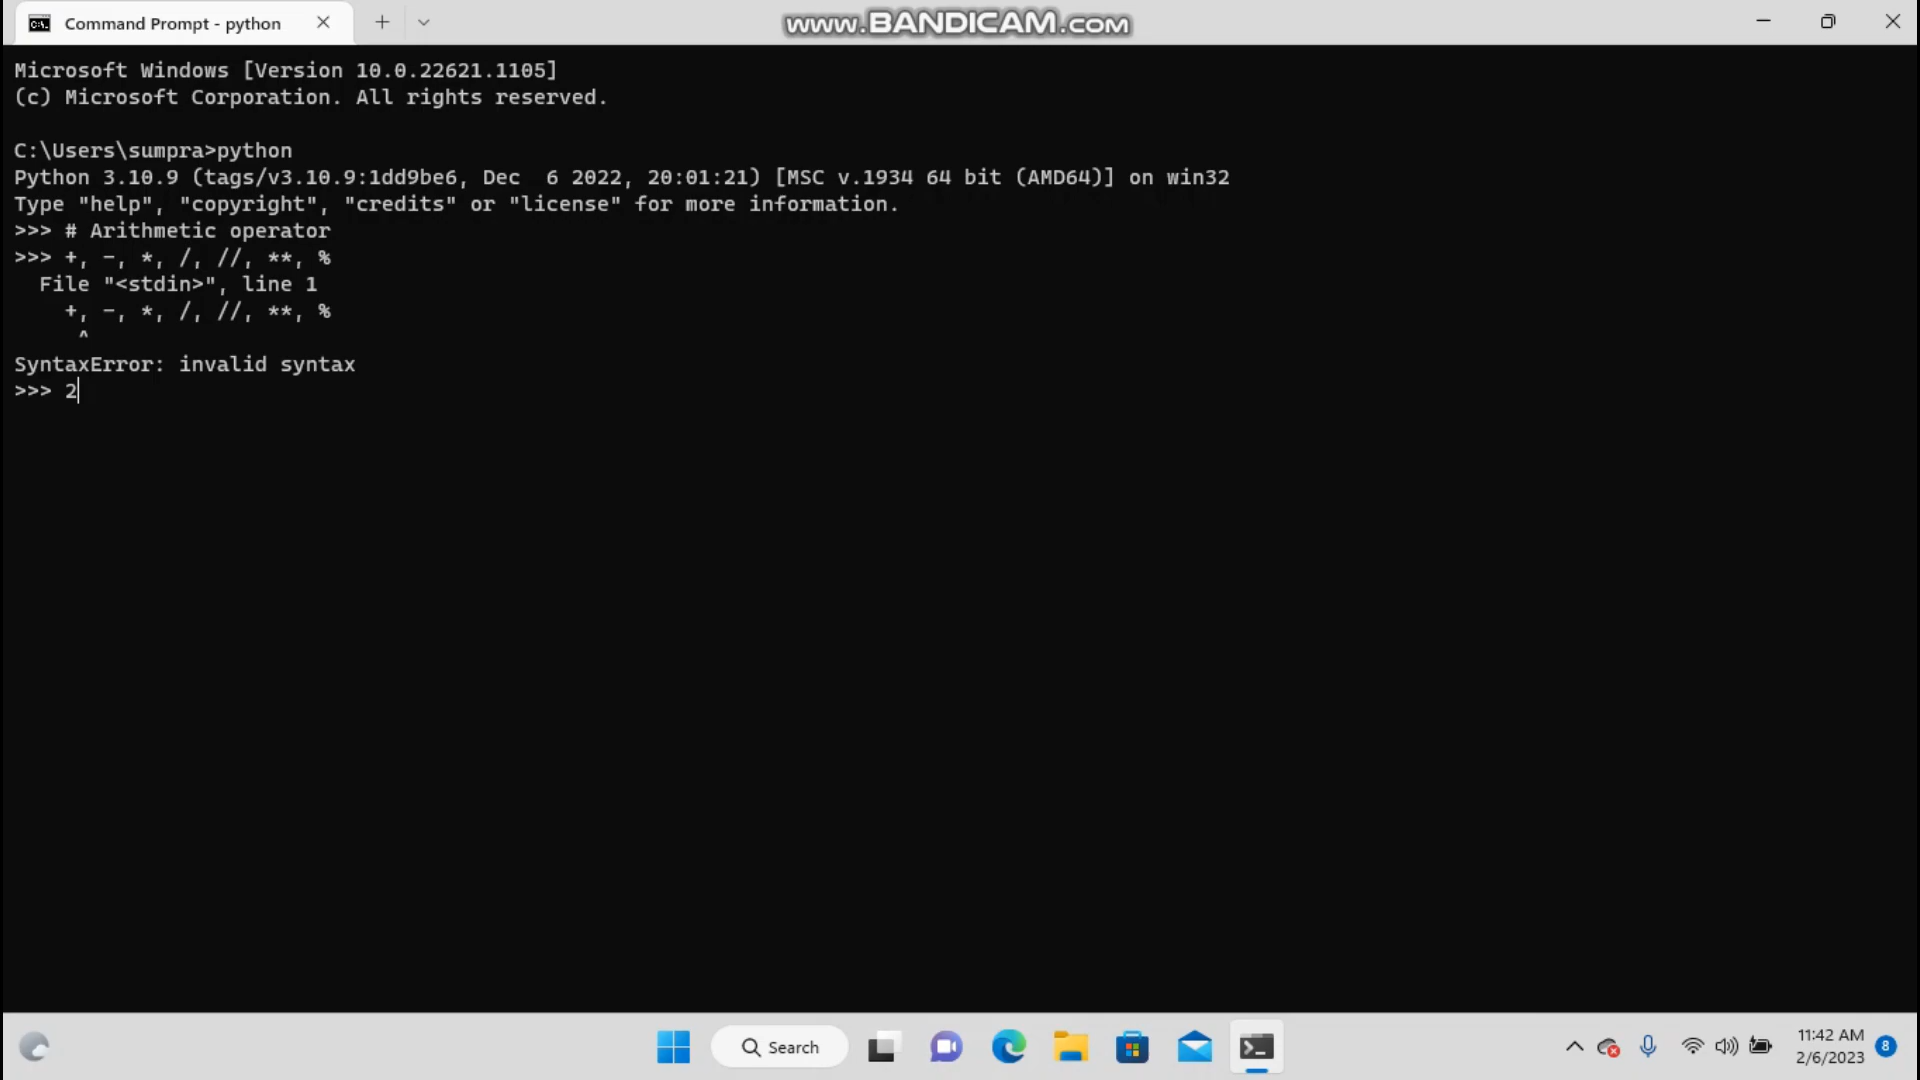 Command Prompt - python
www.BANDICAM.com
Microsoft Windows [Version 10.0.22621.1105]
(c) Microsoft Corporation. All rights reserved.
C:\Users\sumpra>python
Python 3.10.9 (tags/v3.10.9:1dd9be6, Dec  6 2022, 20:01:21) [MSC v.1934 64 bit (AMD64)] on win32
Type "help", "copyright", "credits" or "license" for more information.
>>> # Arithmetic operator
>>> +, -, *, /, //, **, %
  File "<stdin>", line 1
    +, -, *, /, //, **, %
     ^
SyntaxError: invalid syntax
>>> 2
Search
11:42 AM
2/6/2023
8